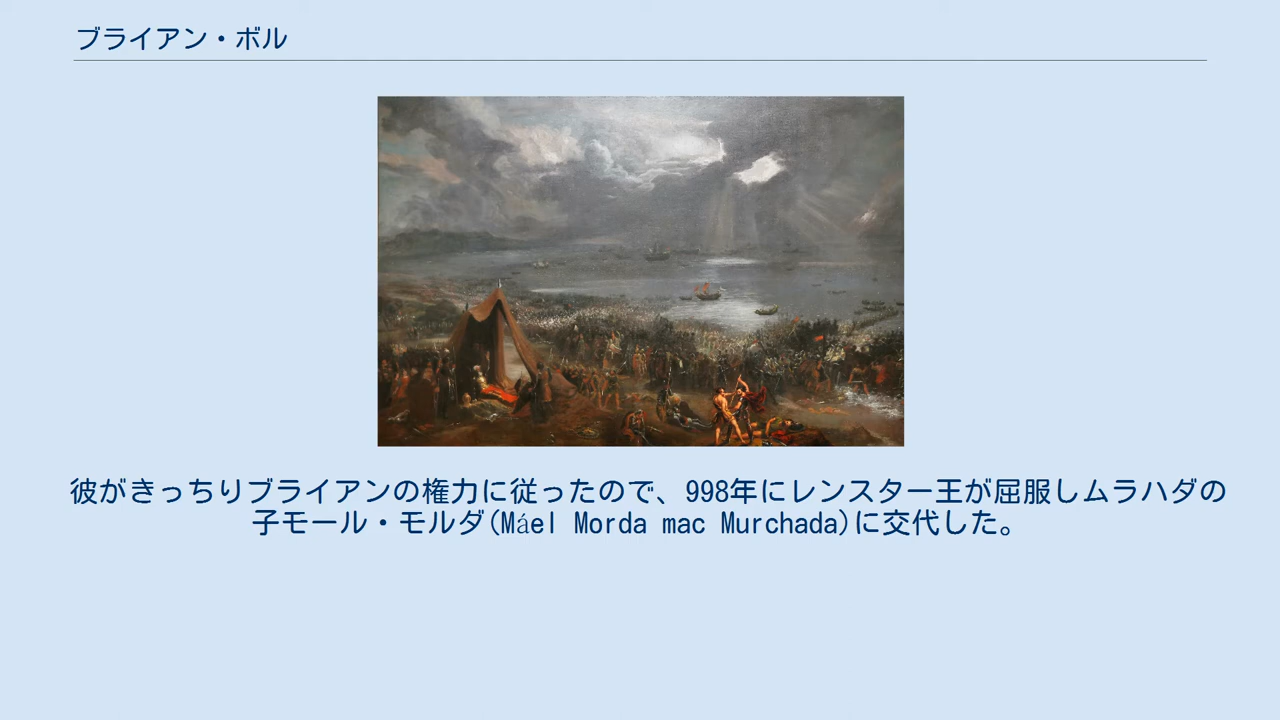 ブライアン・ボル
彼がきっちりブライアンの権力に従ったので、998年にレンスター王が屈服しムラハダの
子モール・モルダ(Máel Morda mac Murchada)に交代した。